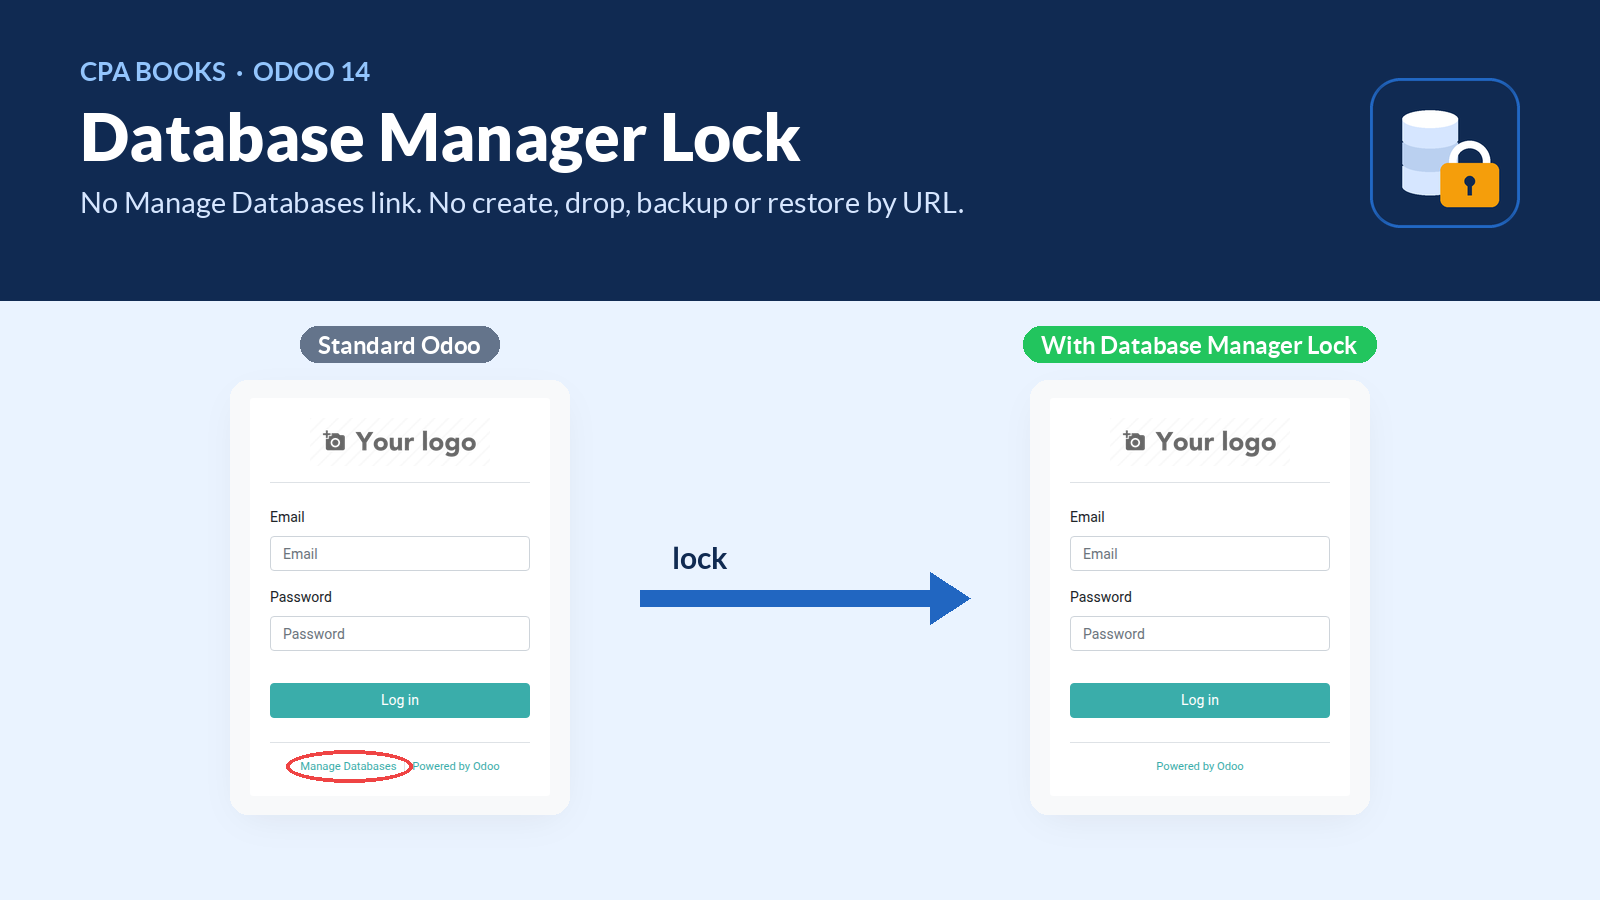 CPA BOOKS · ODOO 14
Database Manager Lock
No Manage Databases link. No create, drop, backup or restore by URL.
Standard Odoo
Your logo
Email
Email
Password
Password
Log in
Manage Databases
Powered by Odoo
lock
With Database Manager Lock
Your logo
Email
Email
Password
Password
Log in
Powered by Odoo